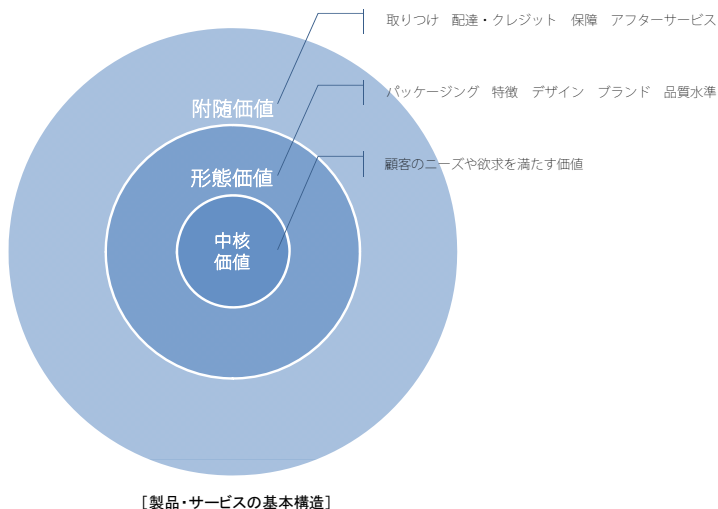 取りつけ　配達・クレジット　保障　アフターサービス
パッケージング　特徴　デザイン　ブランド　品質水準
附随価値
顧客のニーズや欲求を満たす価値
形態価値
中核
価値
［製品・サービスの基本構造］